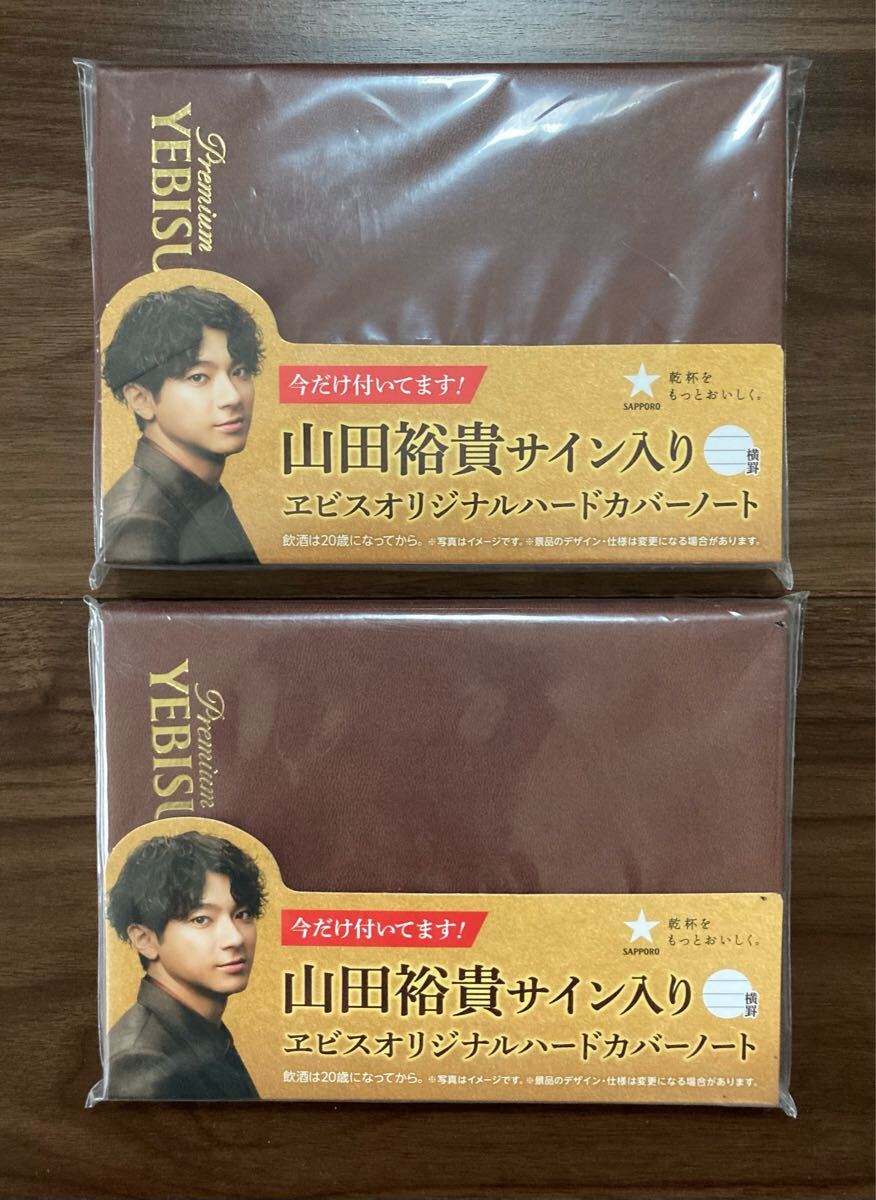 Premium
YEBISU
今だけ付いてます!
SAPPORO
乾杯を
もっとおいしく。
山田裕貴サイン入り
横罫
ヱビスオリジナルハードカバーノート
飲酒は20歳になってから。※写真はイメージです。※景品のデザイン・仕様は変更になる場合があります。
Premium
YEBISU
今だけ付いてます!
SAPPORO
乾杯を
もっとおいしく。
山田裕貴サイン入り
横罫
ヱビスオリジナルハードカバーノート
飲酒は20歳になってから。※写真はイメージです。※景品のデザイン・仕様は変更になる場合があります。